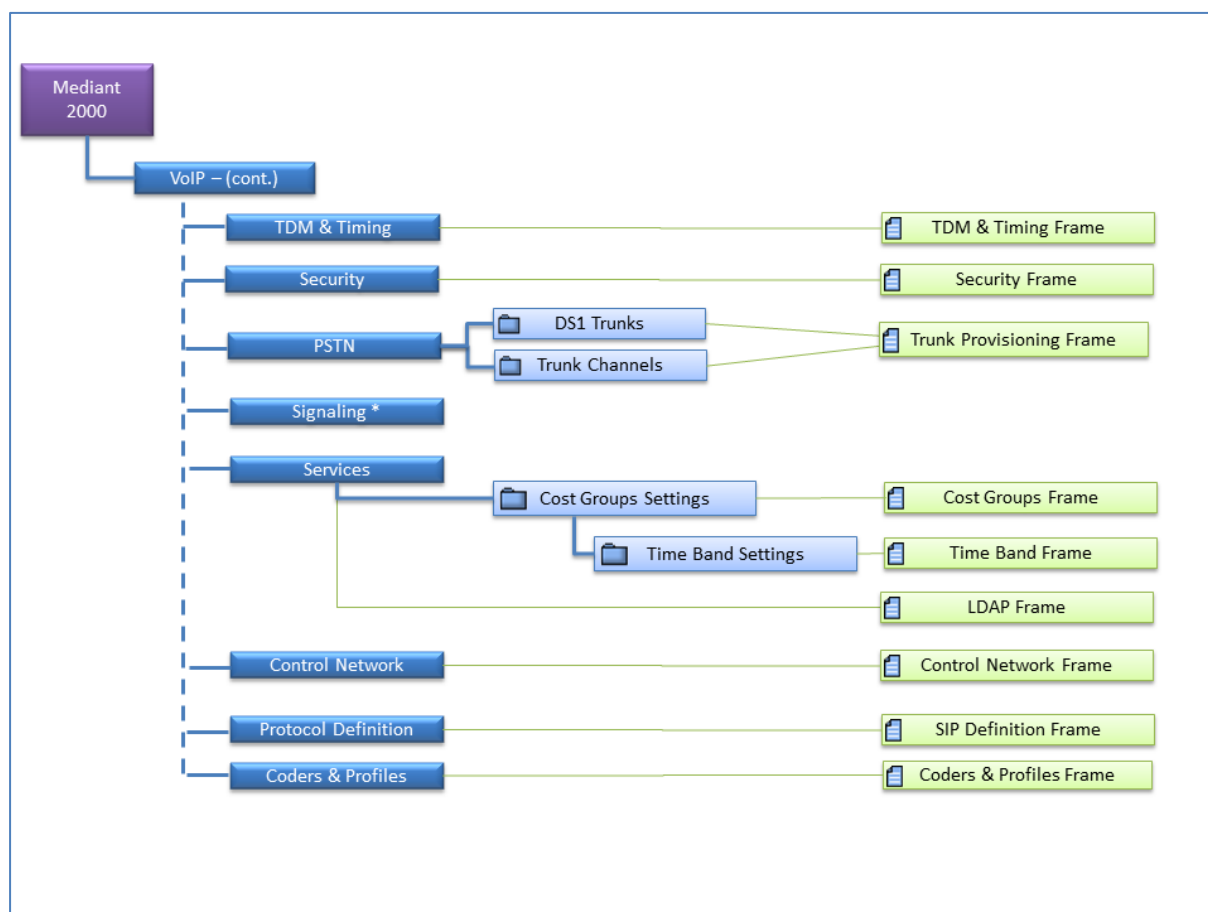 Mediant
2000
VoIP – (cont.)
TDM & Timing
TDM & Timing Frame
Security
Security Frame
PSTN
DS1 Trunks
Trunk Channels
Trunk Provisioning Frame
Signaling *
Services
Cost Groups Settings
Cost Groups Frame
Time Band Settings
Time Band Frame
LDAP Frame
Control Network
Control Network Frame
Protocol Definition
SIP Definition Frame
Coders & Profiles
Coders & Profiles Frame